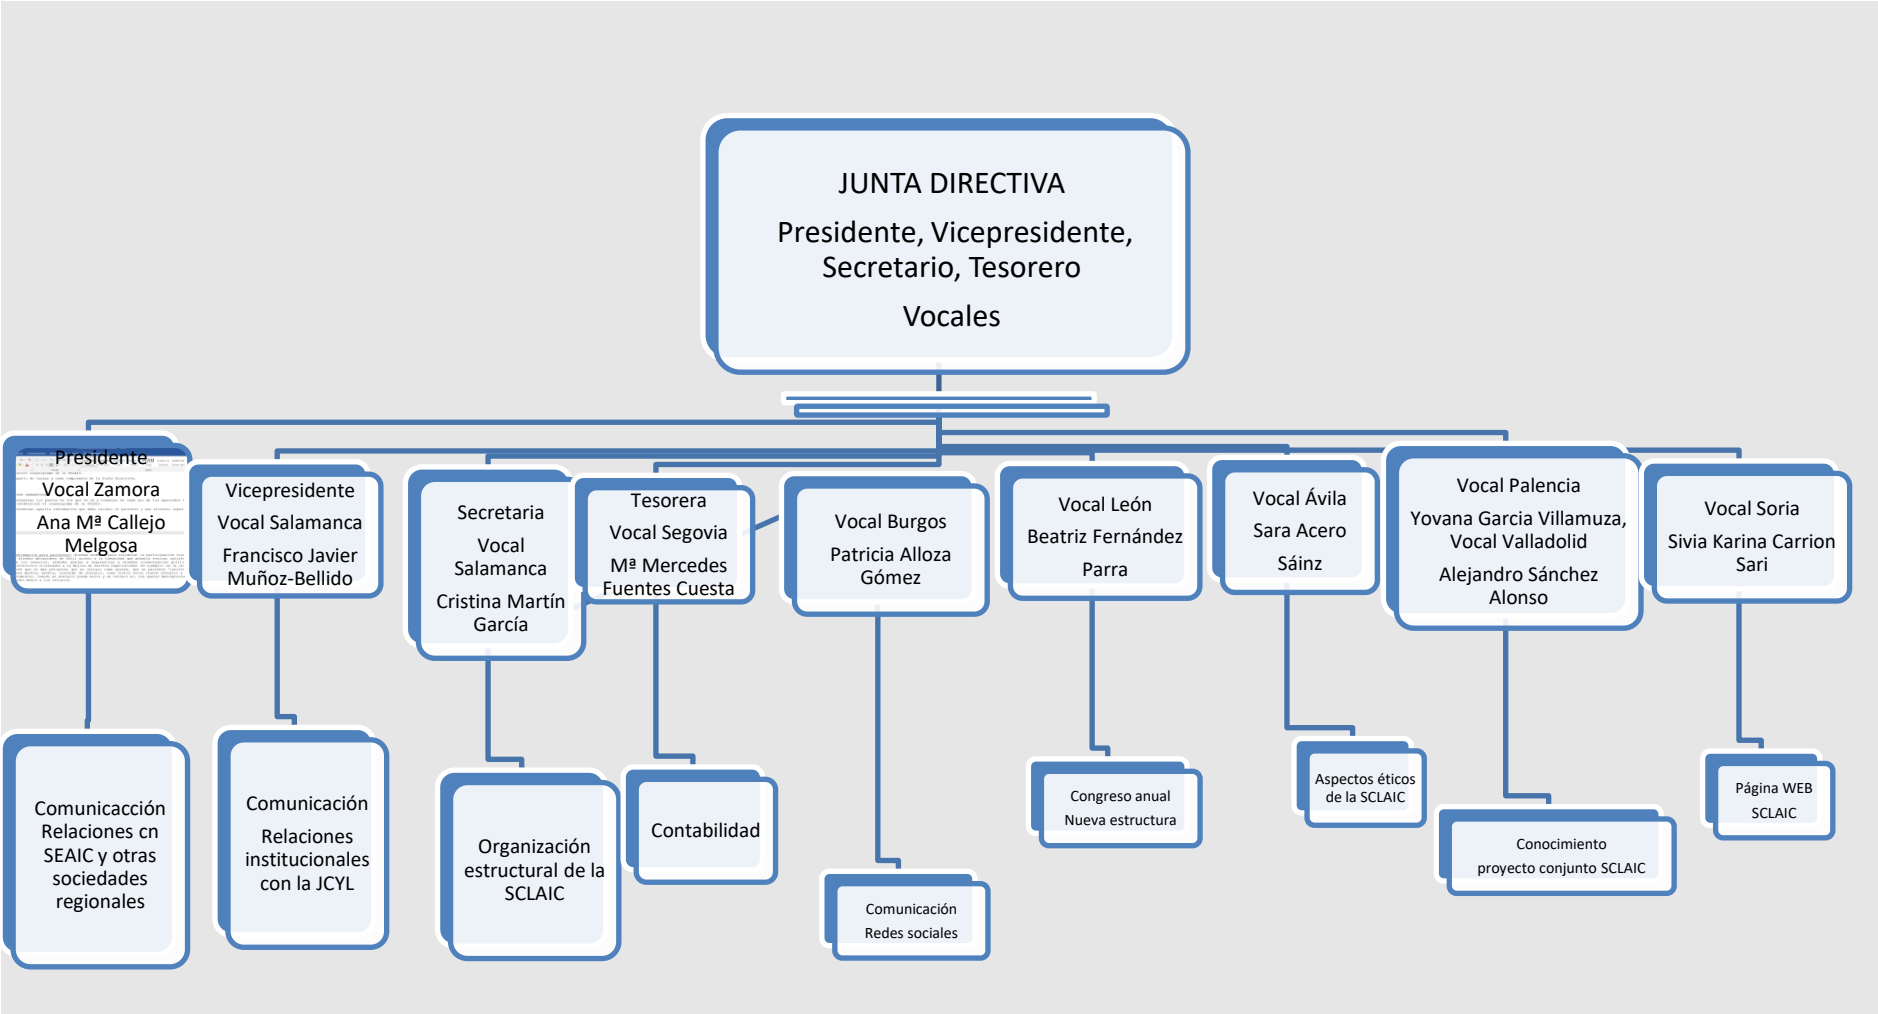 JUNTA DIRECTIVA
Presidente, Vicepresidente,
Secretario, Tesorero
Vocales
Presidente
Vocal Zamora
Ana Mª Callejo
Melgosa
Vicepresidente
Vocal Salamanca
Francisco Javier
Muñoz-Bellido
Secretaria
Vocal
Salamanca
Cristina Martín
García
Tesorera
Vocal Segovia
Mª Mercedes
Fuentes Cuesta
Vocal Burgos
Patricia Alloza
Gómez
Vocal León
Beatriz Fernández
Parra
Vocal Ávila
Sara Acero
Sáinz
Vocal Palencia
Yovana Garcia Villamuza,
Vocal Valladolid
Alejandro Sánchez
Alonso
Vocal Soria
Sivia Karina Carrion
Sari
Comunicacción
Relaciones cn
SEAIC y otras
sociedades
regionales
Comunicación
Relaciones
institucionales
con la JCYL
Organización
estructural de la
SCLAIC
Contabilidad
Comunicación
Redes sociales
Congreso anual
Nueva estructura
Aspectos éticos
de la SCLAIC
Conocimiento
proyecto conjunto SCLAIC
Página WEB
SCLAIC